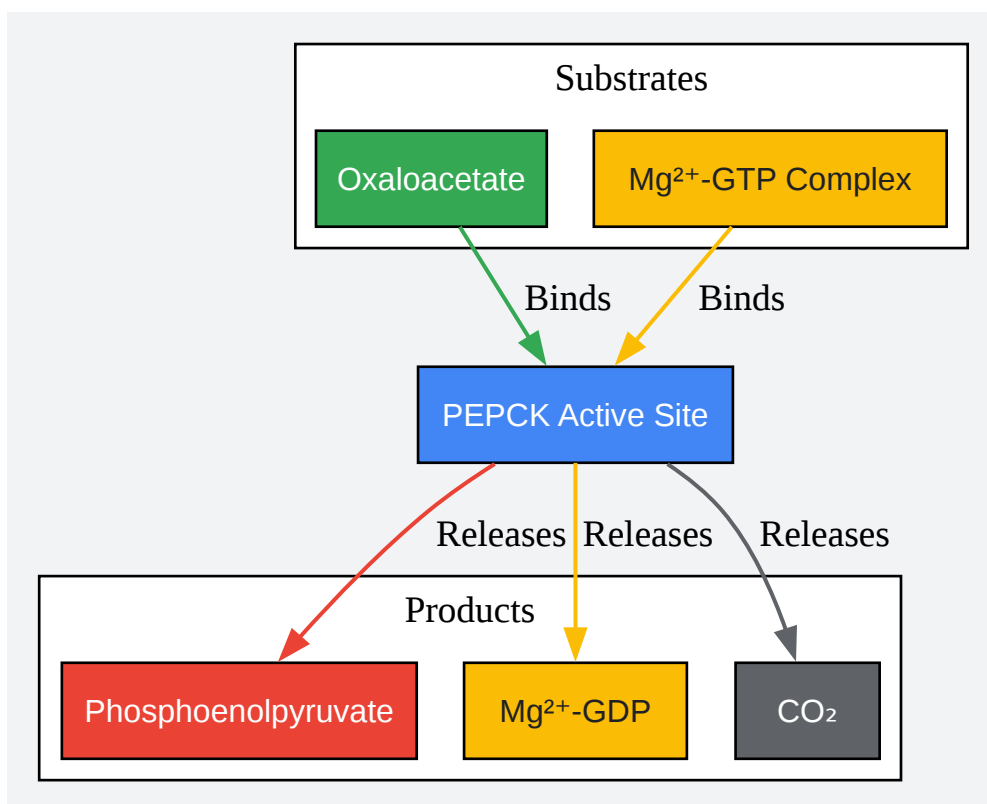 Substrates
Oxaloacetate
Mg²⁺-GTP Complex
Binds
Binds
PEPCK Active Site
Releases
Releases
Releases
Products
Phosphoenolpyruvate
Mg²⁺-GDP
CO₂